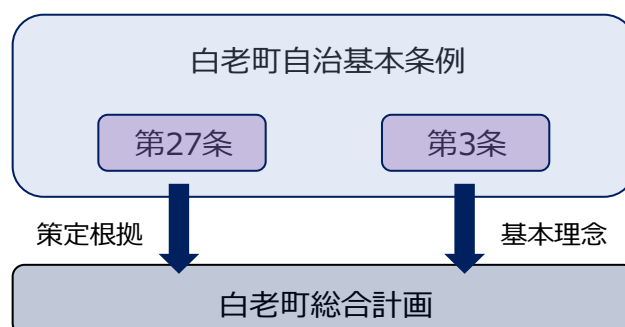 白老町自治基本条例
第27条
第3条
策定根拠
基本理念
白老町総合計画